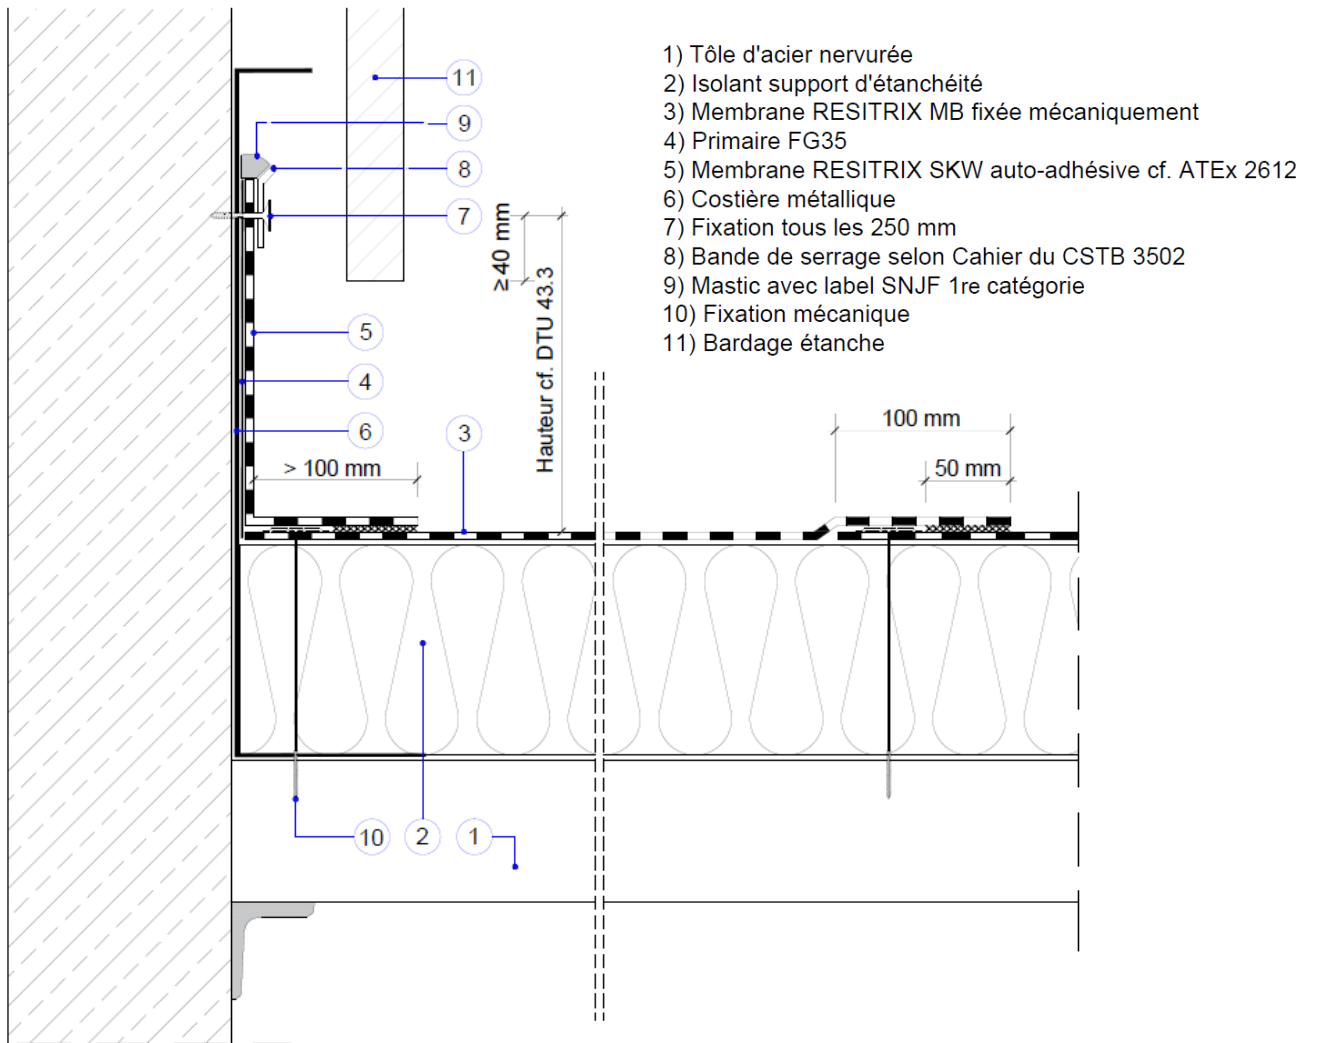 1) Tôle d'acier nervurée
2) Isolant support d'étanchéité
3) Membrane RESITRIX MB fixée mécaniquement
4) Primaire FG35
5) Membrane RESITRIX SKW auto-adhésive cf. ATEx 2612
6) Costière métallique
7) Fixation tous les 250 mm
8) Bande de serrage selon Cahier du CSTB 3502
9) Mastic avec label SNJF 1re catégorie
10) Fixation mécanique
11) Bardage étanche
11
9
8
7
≥40 mm
Hauteur cf. DTU 43.3
5
4
6
3
> 100 mm
100 mm
50 mm
10
2
1